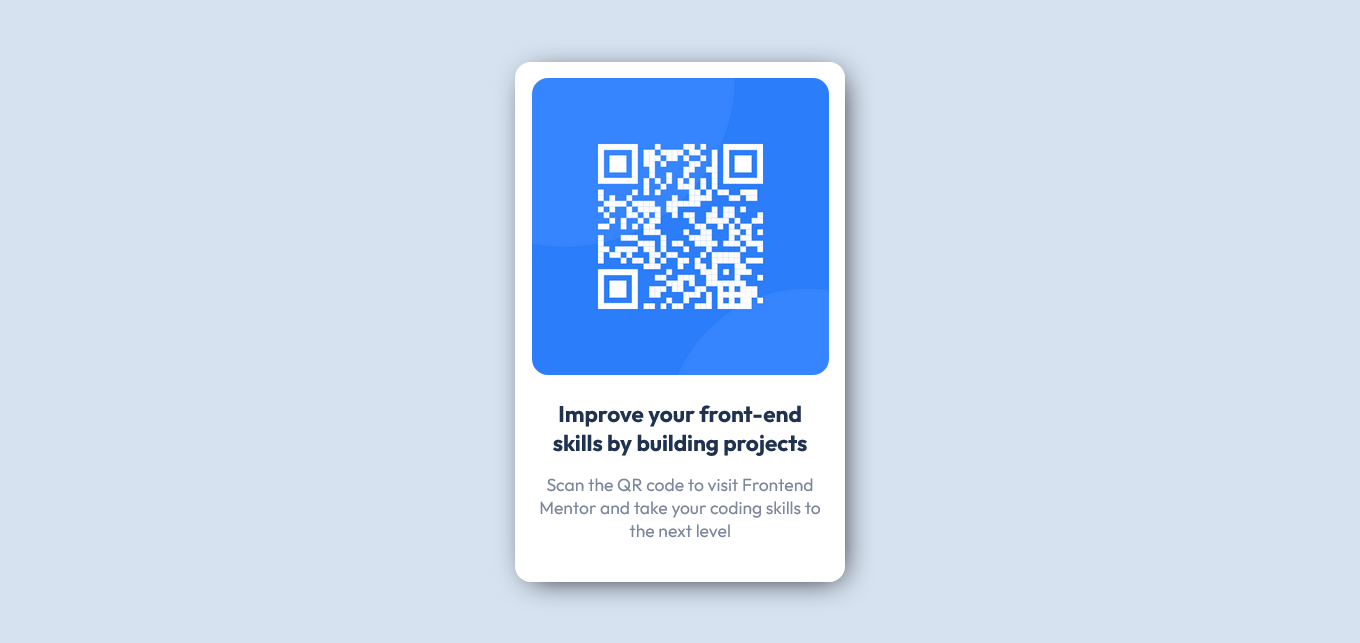 Improve your front-end
skills by building projects
Scan the QR code to visit Frontend
Mentor and take your coding skills to
the next level